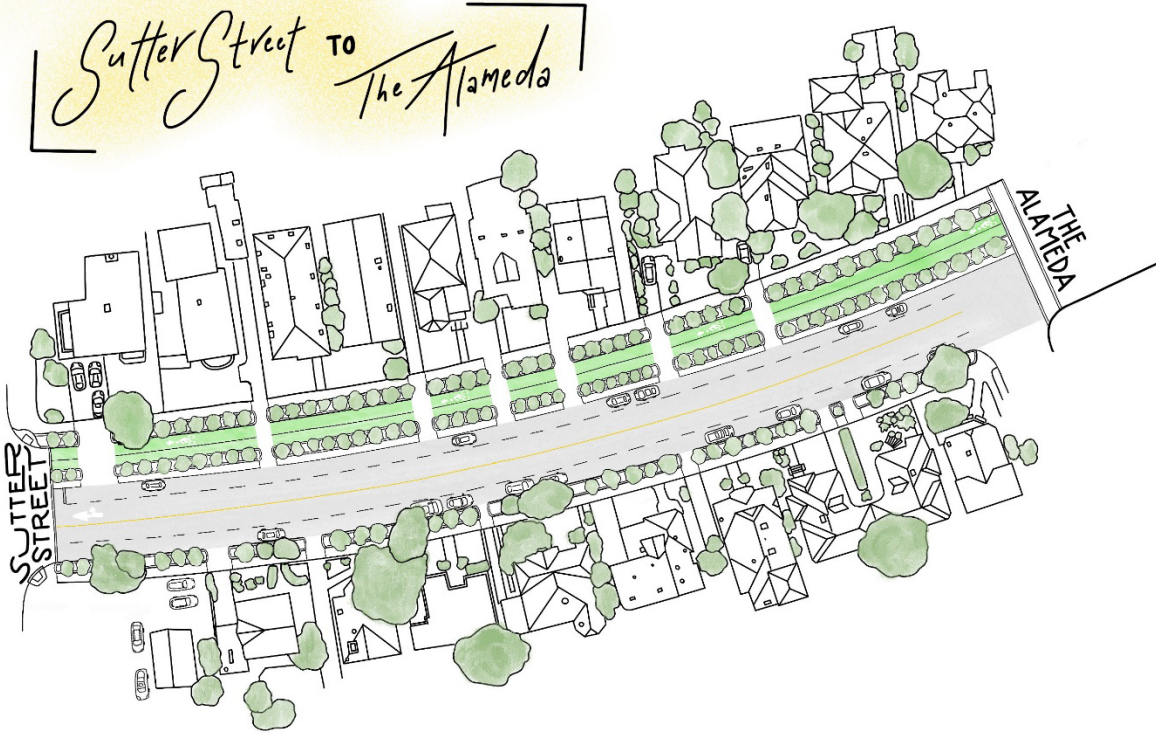 Sutter Street TO
The Alameda
THE
ALAMEDA
SUTTER
STREET